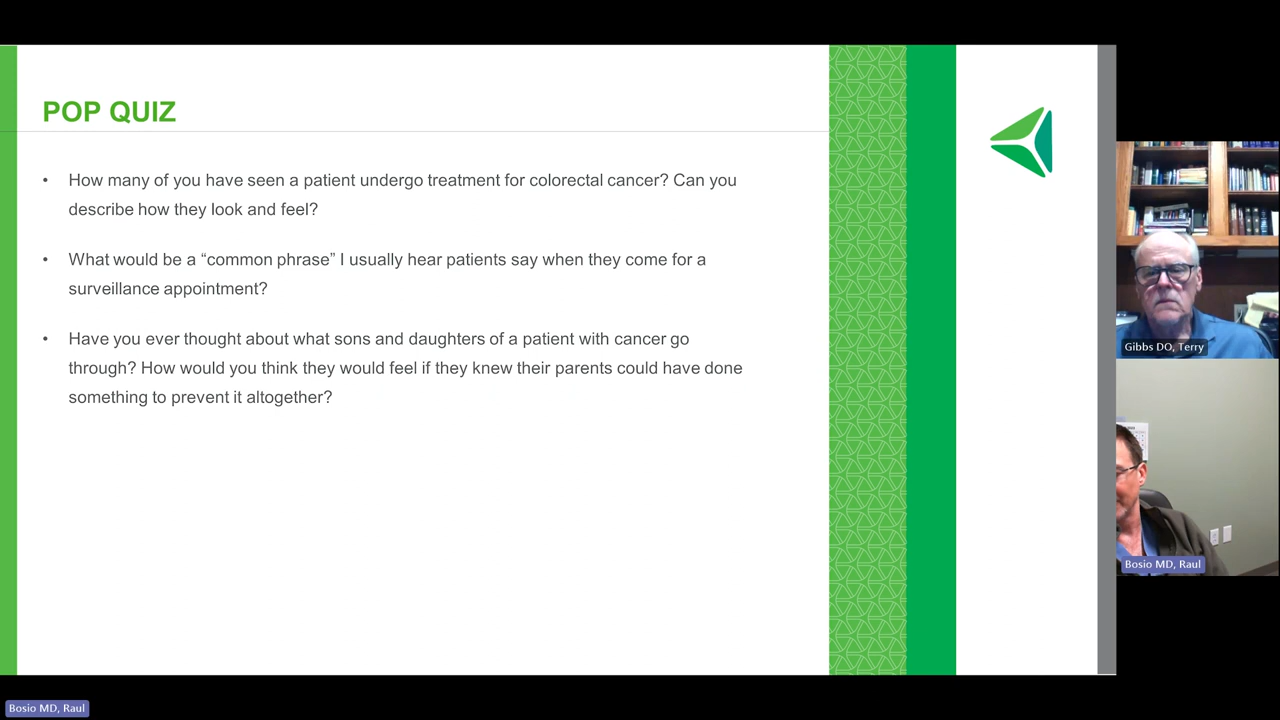 POP QUIZ
• How many of you have seen a patient undergo treatment for colorectal cancer? Can you
describe how they look and feel?
• What would be a “common phrase” I usually hear patients say when they come for a
surveillance appointment?
• Have you ever thought about what sons and daughters of a patient with cancer go
through? How would you think they would feel if they knew their parents could have done
something to prevent it altogether?
Gibbs DO, Terry
Bosio MD, Raul
Bosio MD, Raul